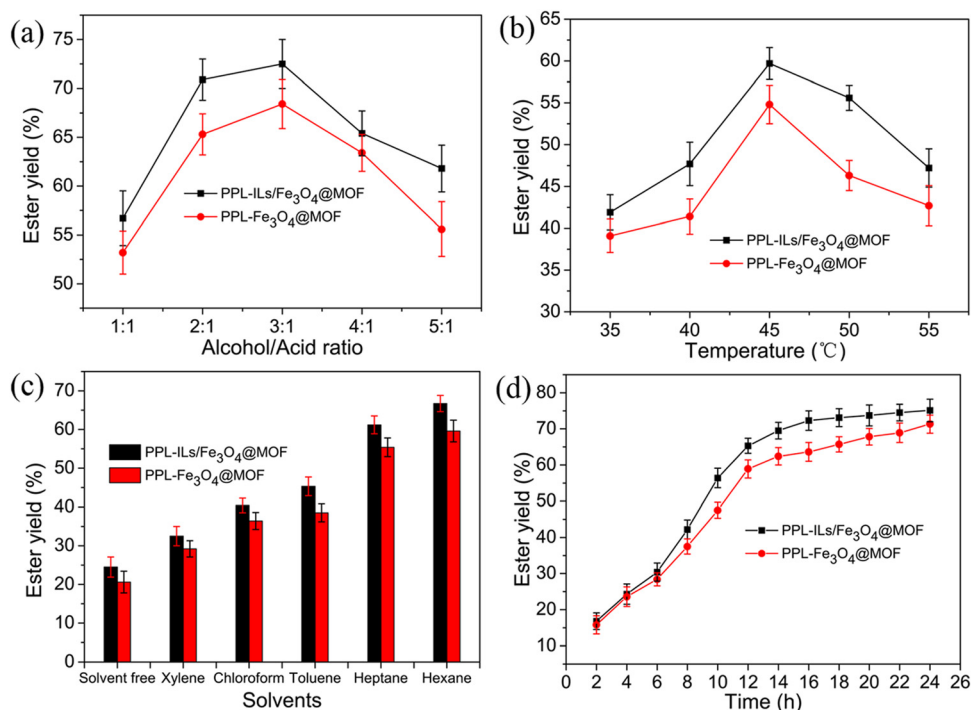 (a)
75
70
65
60
55
50
Ester yield (%)
PPL-ILs/Fe3O4@MOF
PPL-Fe3O4@MOF
1:1 2:1 3:1 4:1 5:1
Alcohol/Acid ratio
(b)
65
60
55
50
45
40
35
30
Ester yield (%)
PPL-ILs/Fe3O4@MOF
PPL-Fe3O4@MOF
35 40 45 50 55
Temperature (℃)
(c)
70
60
50
40
30
20
10
0
Ester yield (%)
PPL-ILs/Fe3O4@MOF
PPL-Fe3O4@MOF
Solvent free Xylene Chloroform Toluene Heptane Hexane
Solvents
(d)
80
70
60
50
40
30
20
10
Ester yield (%)
PPL-ILs/Fe3O4@MOF
PPL-Fe3O4@MOF
0 2 4 6 8 10 12 14 16 18 20 22 24 26
Time (h)